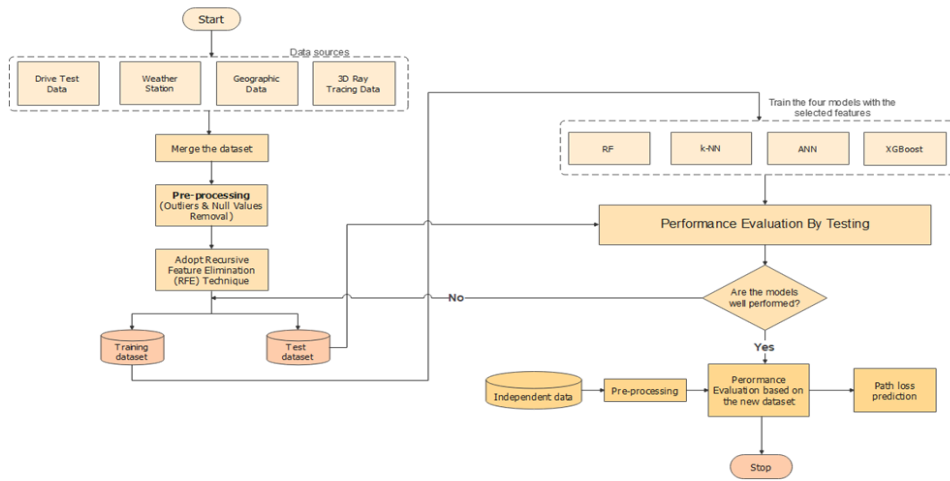 Start
Data sources
Drive Test
Data
Weather
Station
Geographic
Data
3D Ray
Tracing Data
Merge the dataset
Pre-processing
(Outliers & Null Values
Removal)
Adopt Recursive
Feature Elimination
(RFE) Technique
Training
dataset
Test
dataset
Train the four models with the
selected features
RF
k-NN
ANN
XGBoost
Performance Evaluation By Testing
Are the models
well performed?
No
Yes
Independent data
Pre-processing
Perormance
Evaluation based on
the new dataset
Path loss
prediction
Stop